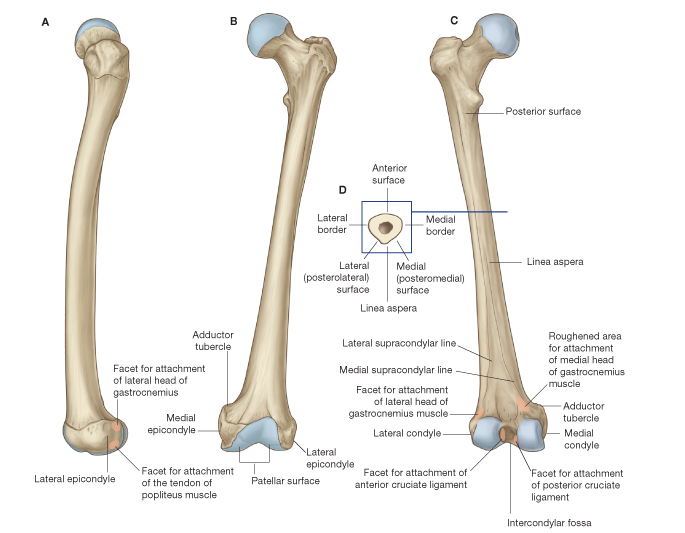 A
B
C
Posterior surface
Anterior
surface
D
Lateral
border
Medial
border
Lateral
(posterolateral)
surface
Medial
(posteromedial)
surface
Linea aspera
Linea aspera
Adductor
tubercle
Lateral supracondylar line
Roughened area
for attachment
of medial head
of gastrocnemius
muscle
Facet for attachment
of lateral head of
gastrocnemius
Medial supracondylar line
Facet for attachment
of lateral head of
gastrocnemius muscle
Adductor
tubercle
Medial
epicondyle
Lateral condyle
Medial
condyle
Lateral
epicondyle
Lateral epicondyle
Facet for attachment
of the tendon of
popliteus muscle
Patellar surface
Facet for attachment of
anterior cruciate ligament
Facet for attachment
of posterior cruciate
ligament
Intercondylar fossa